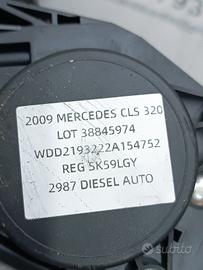 2009 MERCEDES CLS 320
LOT 38845974
WDD2193222A154752
REG SK59LGY
2987 DIESEL AUTO
subito